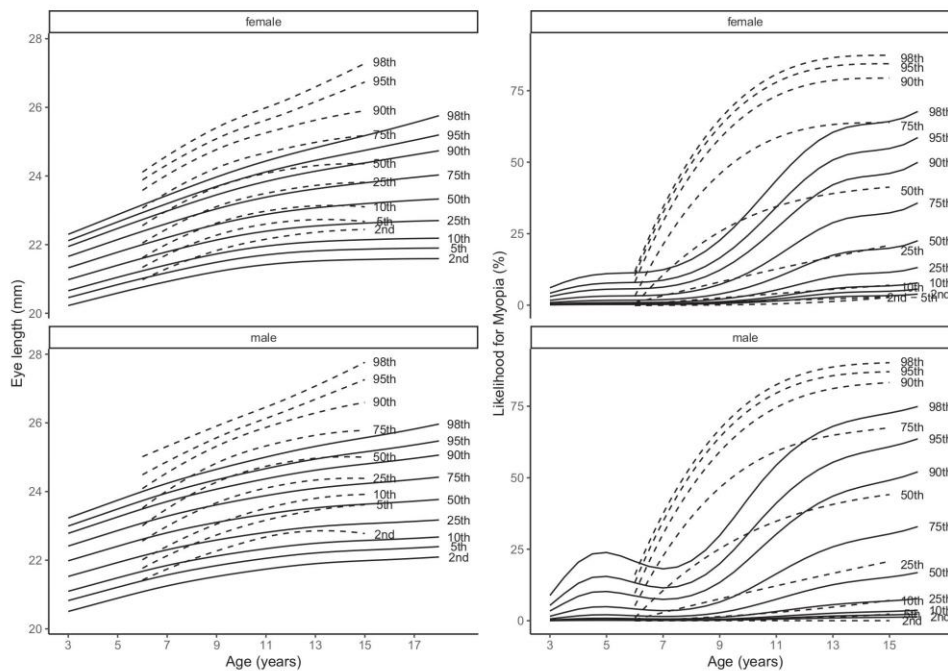 female
28
26
24
22
20
98th
95th
90th
75th
50th
25th
10th
5th
2nd
98th
95th
90th
75th
50th
25th
10th
5th
2nd
male
28
26
24
22
20
98th
95th
90th
75th
50th
25th
10th
5th
2nd
98th
95th
90th
75th
50th
25th
10th
5th
2nd
3 5 7 9 11 13 15 17
Age (years)
Eye length (mm)
female
75
50
25
0
98th
95th
90th
75th
50th
25th
10th
2nd
5th
98th
95th
90th
75th
50th
25th
10th
2nd
male
75
50
25
0
98th
95th
90th
75th
50th
25th
10th
2nd
98th
95th
90th
75th
50th
25th
10th
2nd
3 5 7 9 11 13 15
Age (years)
Likelihood for Myopia (%)